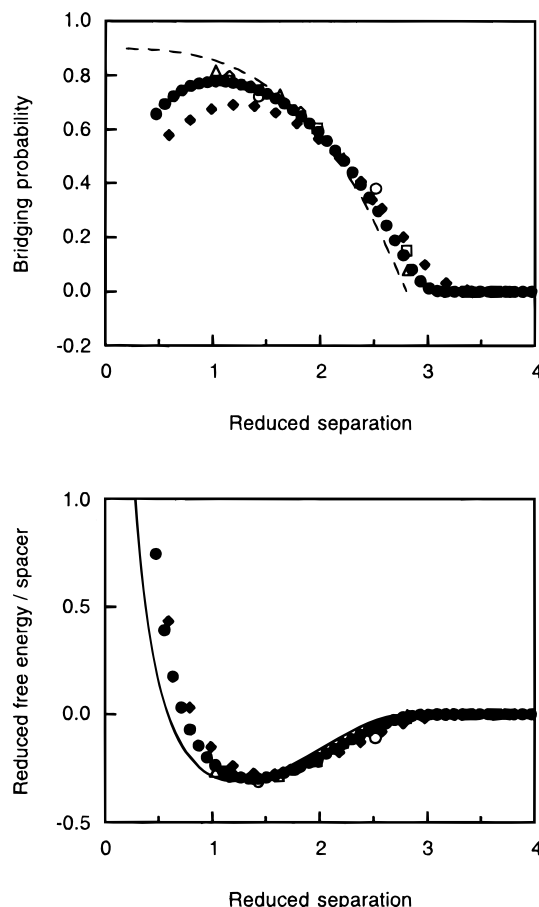 1.0
0.8
0.6
0.4
0.2
0.0
-0.2
0 1 2 3 4
Bridging probability
Reduced separation
1.0
0.5
0.0
-0.5
0 1 2 3 4
Reduced free energy / spacer
Reduced separation